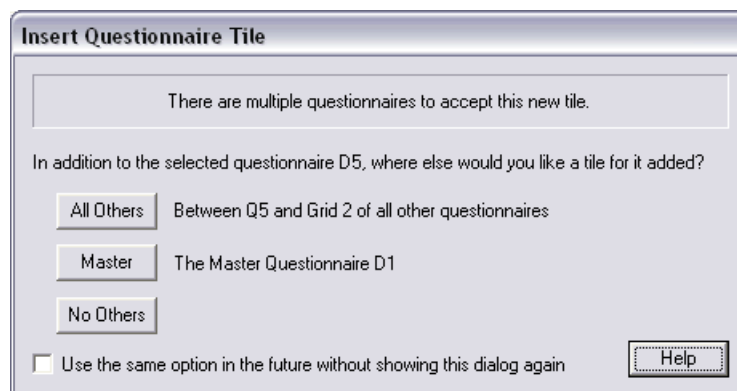 Insert Questionnaire Tile
There are multiple questionnaires to accept this new tile.
In addition to the selected questionnaire D5, where else would you like a tile for it added?
All Others Between Q5 and Grid 2 of all other questionnaires
Master The Master Questionnaire D1
No Others
Use the same option in the future without showing this dialog again Help